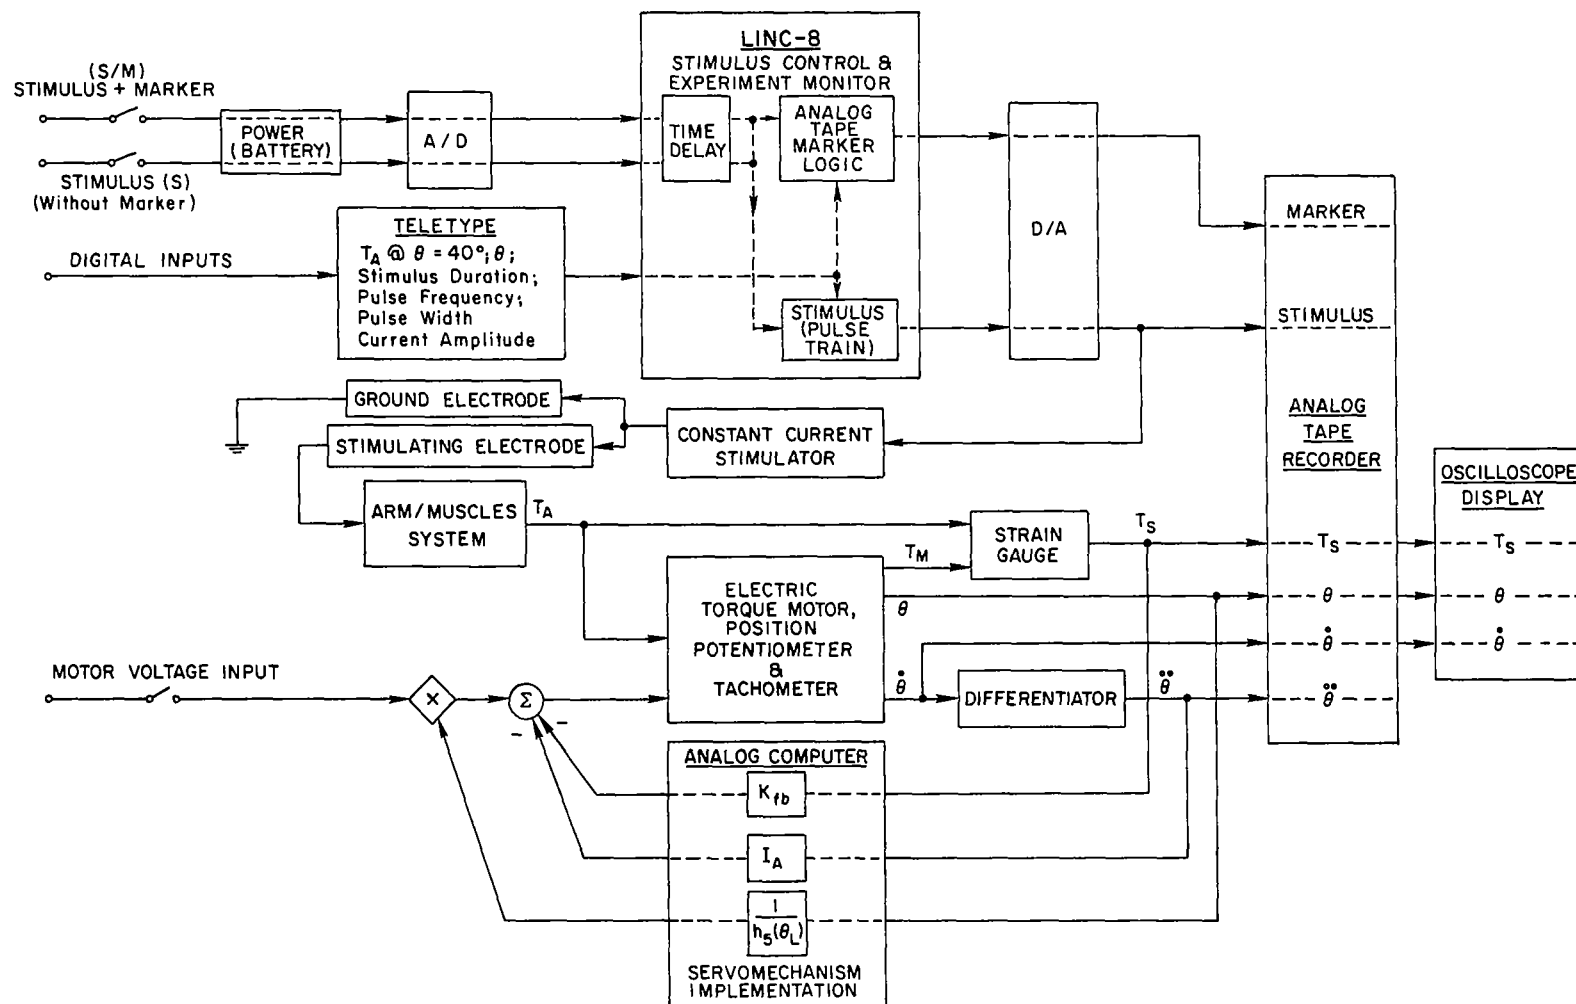 (S/M)
STIMULUS + MARKER
POWER
(BATTERY)
STIMULUS (S)
(Without Marker)
A/D
LINC-8
STIMULUS CONTROL &
EXPERIMENT MONITOR
TIME
DELAY
ANALOG
TAPE
MARKER
LOGIC
STIMULUS
(PULSE
TRAIN)
D/A
DIGITAL INPUTS
TELETYPE
T_A @ θ = 40°; θ;
Stimulus Duration;
Pulse Frequency;
Pulse Width
Current Amplitude
MARKER
STIMULUS
ANALOG
TAPE
RECORDER
T_S
θ
θ̇
θ̈
OSCILLOSCOPE
DISPLAY
T_S
θ
θ̇
GROUND ELECTRODE
STIMULATING ELECTRODE
CONSTANT CURRENT
STIMULATOR
ARM/MUSCLES
SYSTEM
T_A
STRAIN
GAUGE
T_S
T_M
ELECTRIC
TORQUE MOTOR,
POSITION
POTENTIOMETER
&
TACHOMETER
θ
θ̇
DIFFERENTIATOR
θ̈
MOTOR VOLTAGE INPUT
X
Σ
−
−
ANALOG COMPUTER
K_fb
I_A
1
h_5(θ_L)
SERVOMECHANISM
IMPLEMENTATION